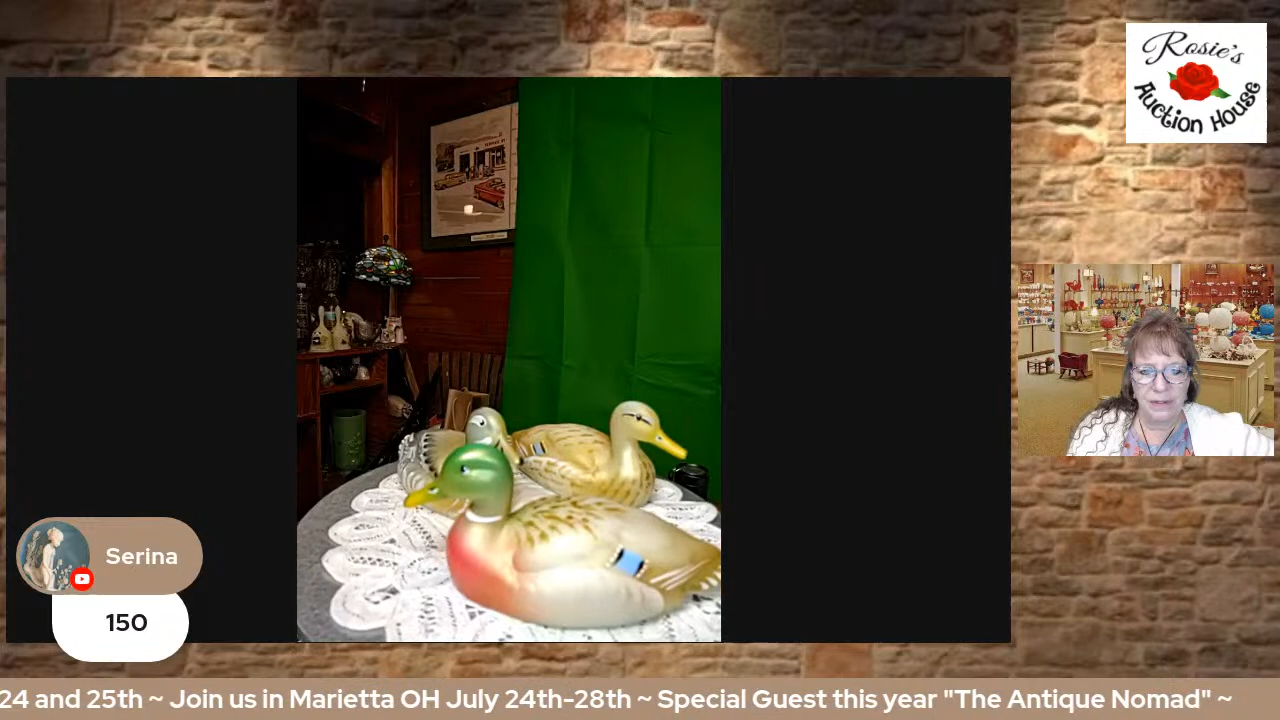 Rosie's
Auction House
Serina
150
24 and 25th ~ Join us in Marietta OH July 24th-28th ~ Special Guest this year "The Antique Nomad" ~